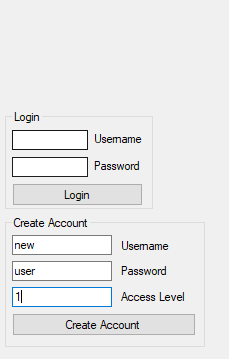 Login
Username
Password
Login
Create Account
new Username
user Password
1 Access Level
Create Account